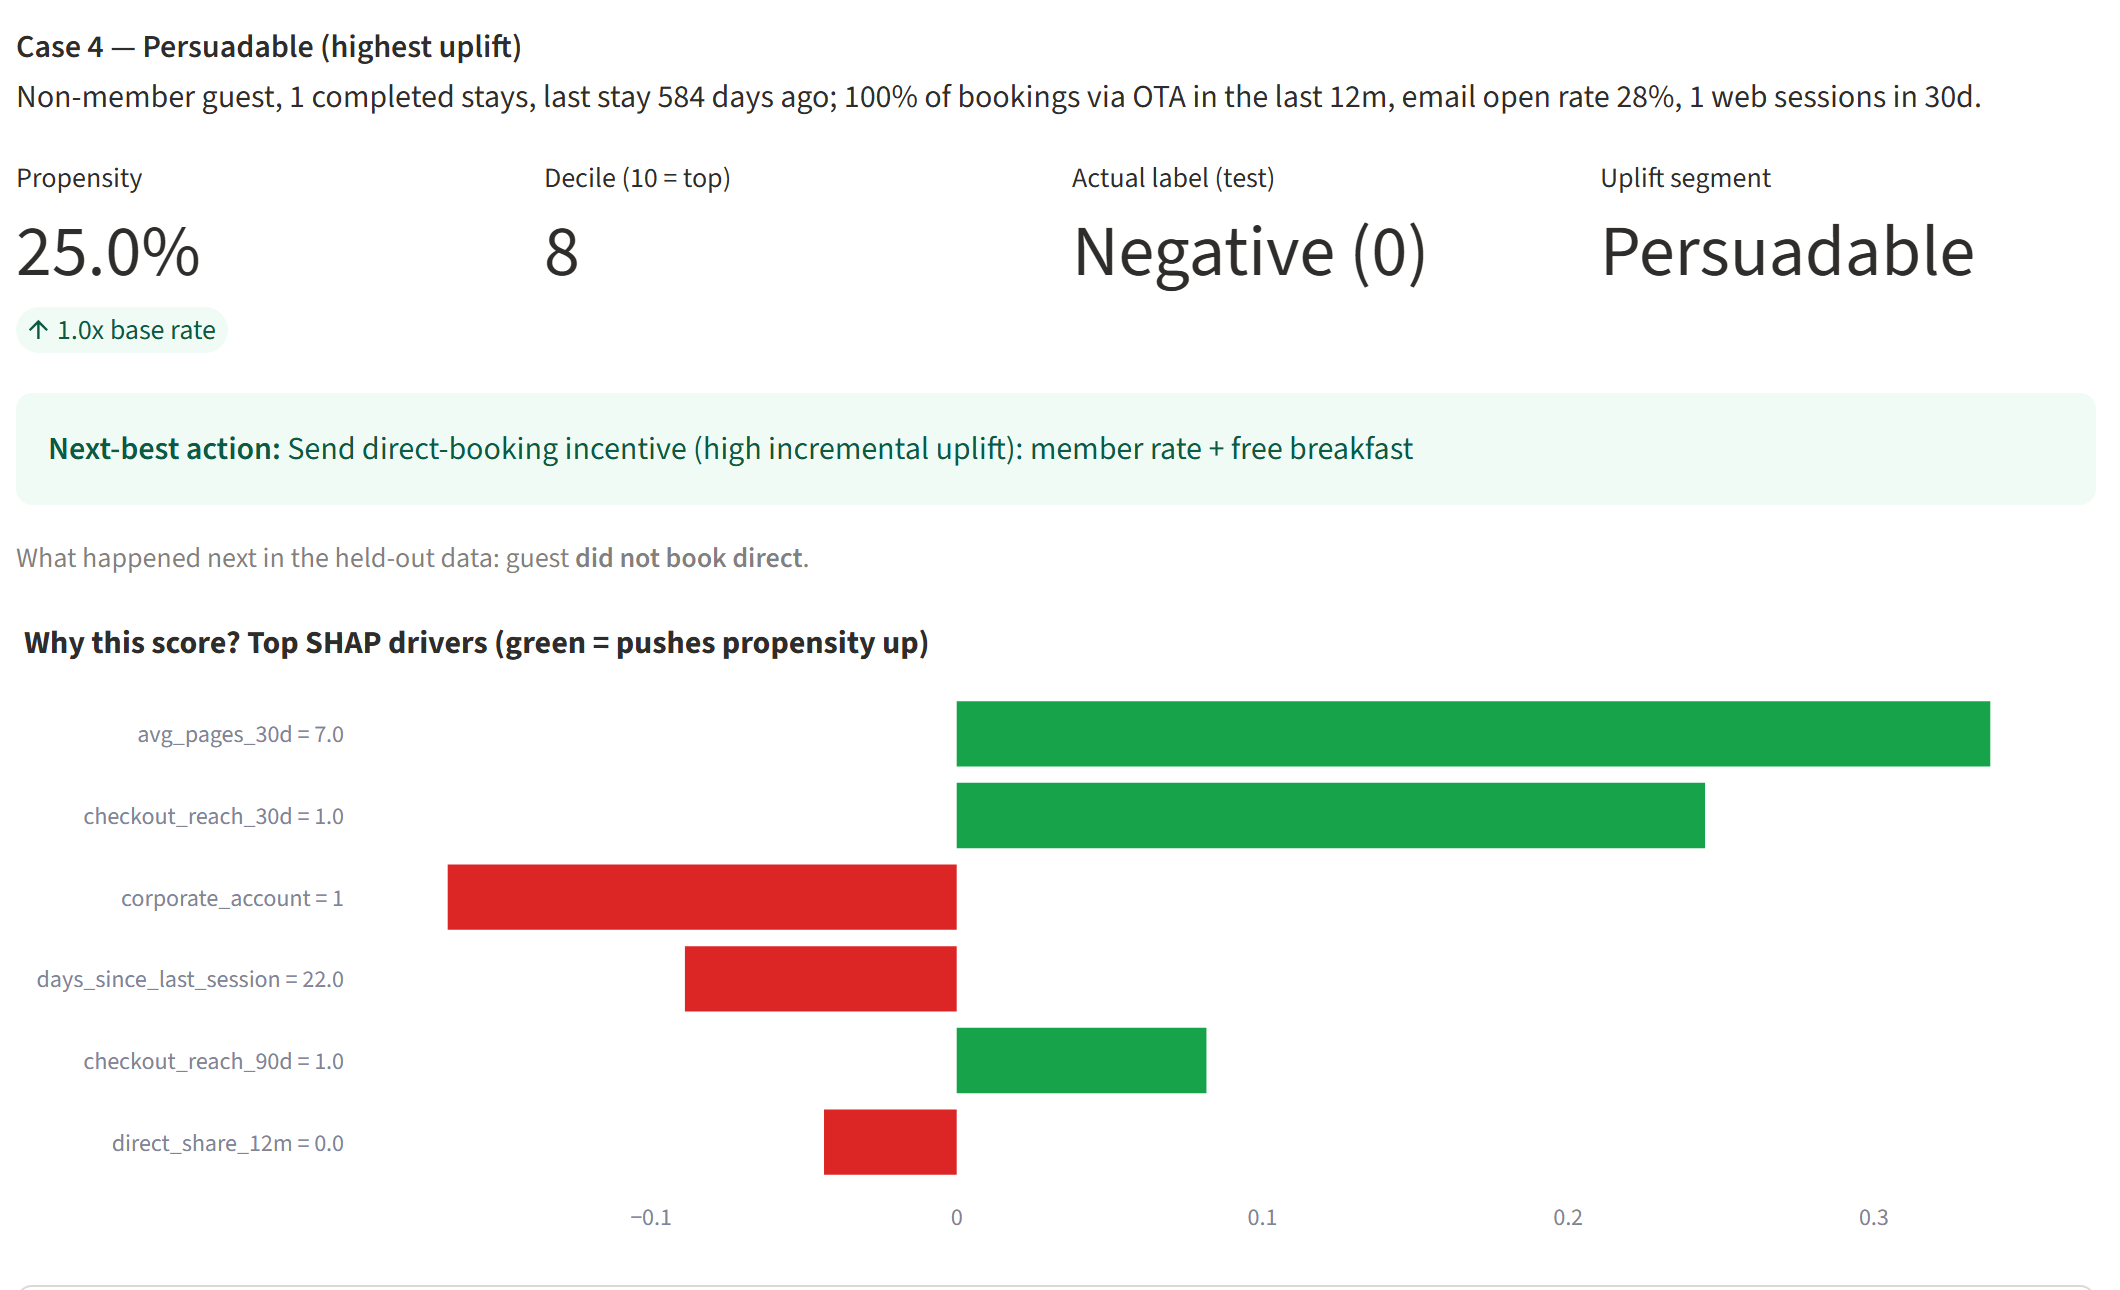 Case 4 — Persuadable (highest uplift)
Non-member guest, 1 completed stays, last stay 584 days ago; 100% of bookings via OTA in the last 12m, email open rate 28%, 1 web sessions in 30d.
Propensity
Decile (10 = top)
Actual label (test)
Uplift segment
25.0%
8
Negative (0)
Persuadable
↑ 1.0x base rate
Next-best action: Send direct-booking incentive (high incremental uplift): member rate + free breakfast
What happened next in the held-out data: guest did not book direct.
Why this score? Top SHAP drivers (green = pushes propensity up)
avg_pages_30d = 7.0
checkout_reach_30d = 1.0
corporate_account = 1
days_since_last_session = 22.0
checkout_reach_90d = 1.0
direct_share_12m = 0.0
−0.1 0 0.1 0.2 0.3